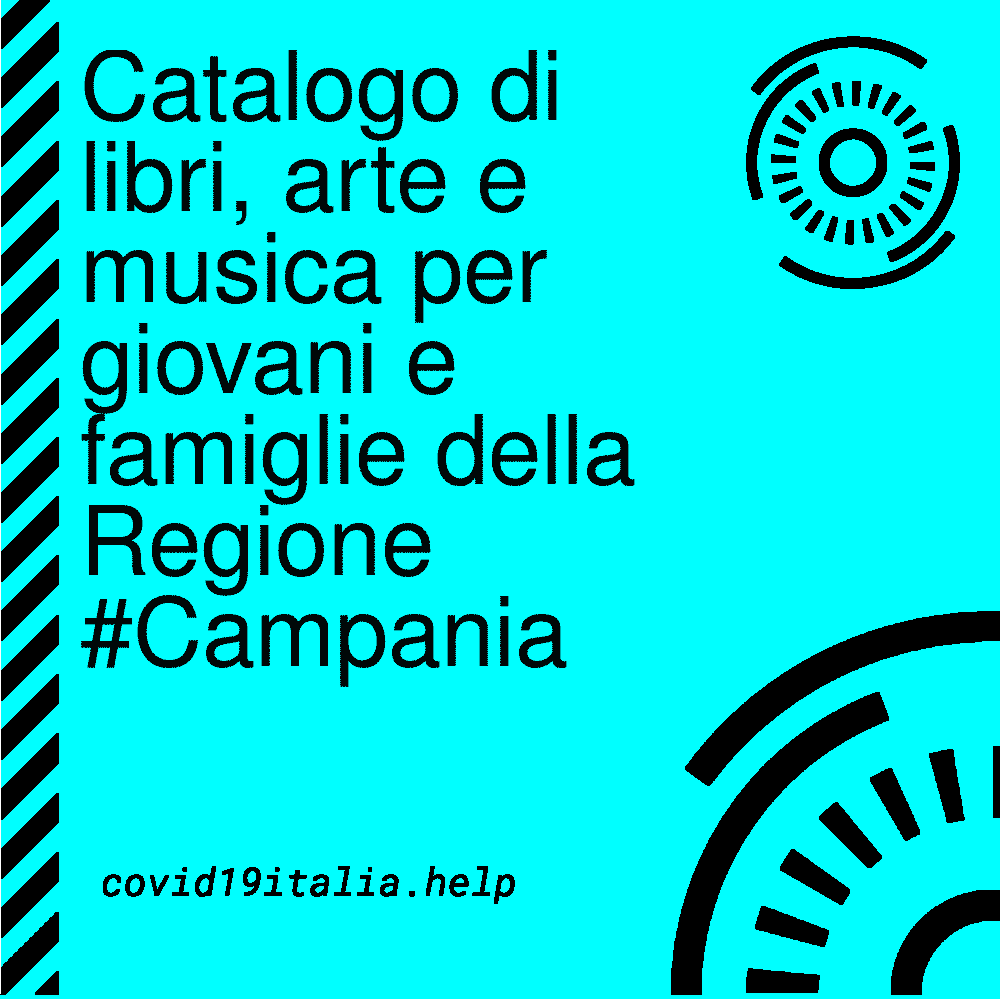 Catalogo di
libri, arte e
musica per
giovani e
famiglie della
Regione
#Campania
covid19italia.help